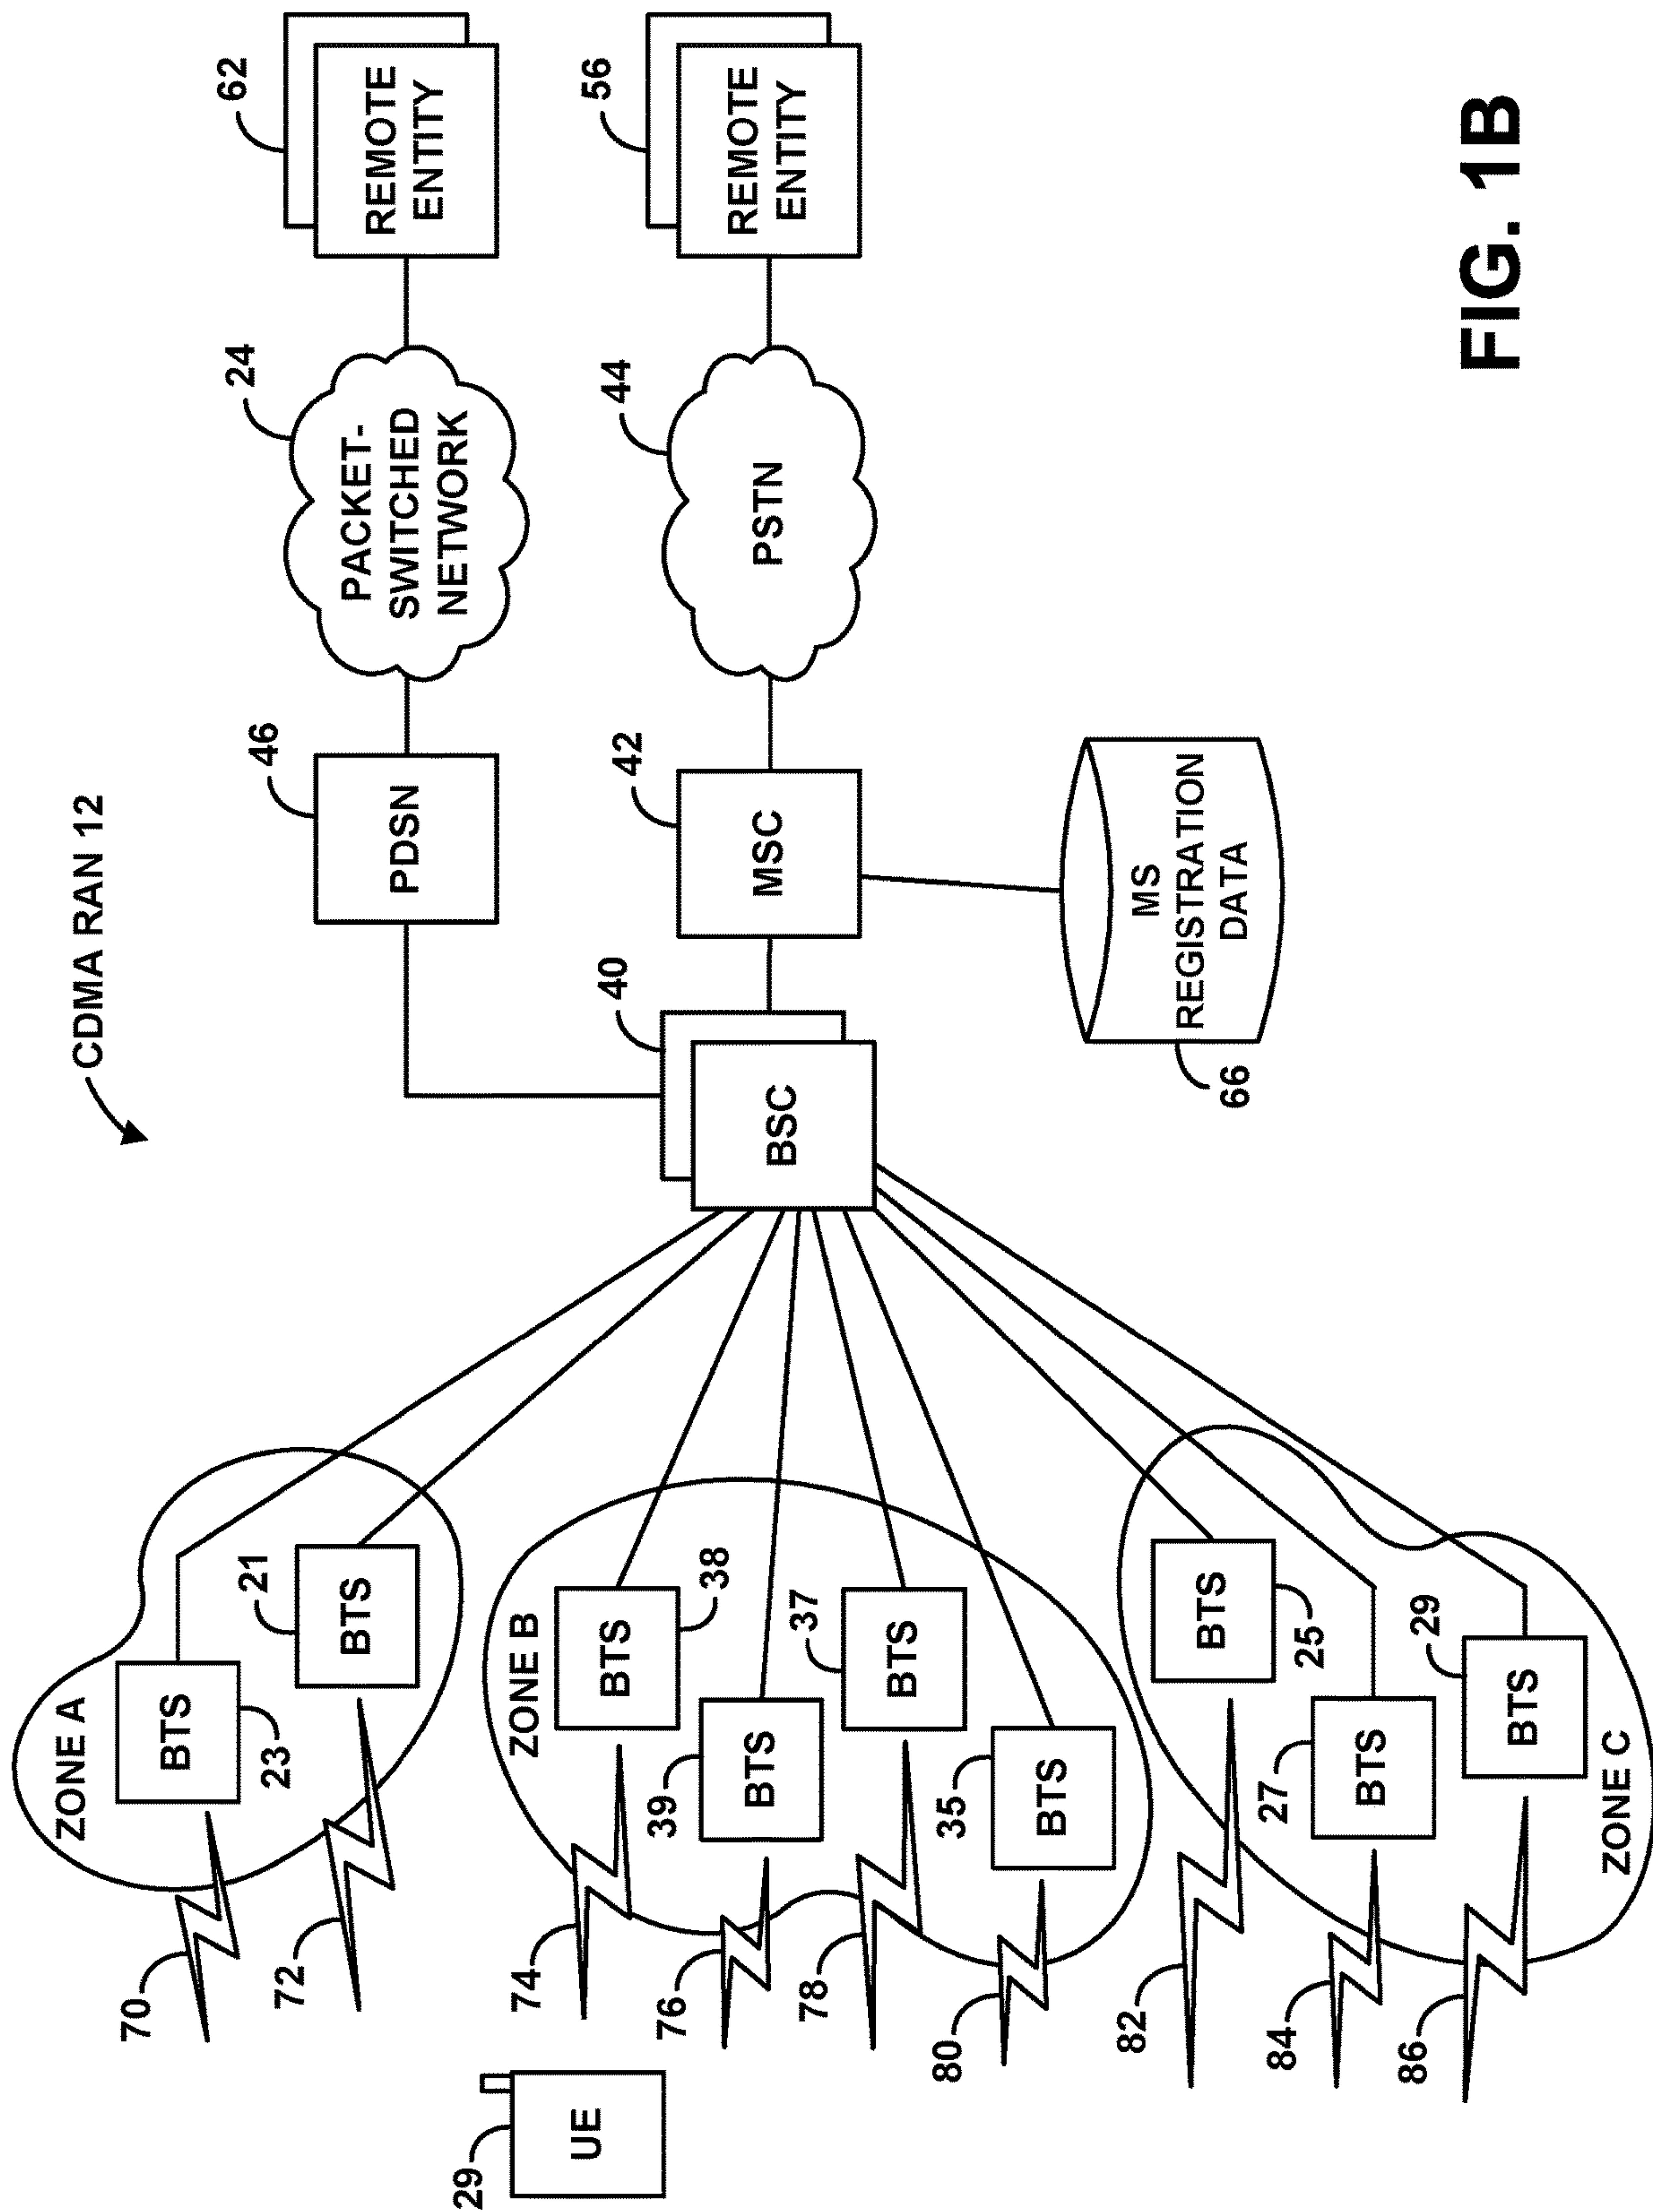 CDMA RAN 12
62
REMOTE
ENTITY
24
PACKET-
SWITCHED
NETWORK
46
PDSN
56
REMOTE
ENTITY
44
PSTN
42
MSC
40
BSC
MS
REGISTRATION
DATA
66
ZONE A
BTS
23
21
BTS
70
72
ZONE B
BTS
38
39
BTS
37
BTS
35
BTS
74
76
78
80
BTS
25
27
BTS
29
BTS
ZONE C
82
84
86
29
UE
FIG. 1B